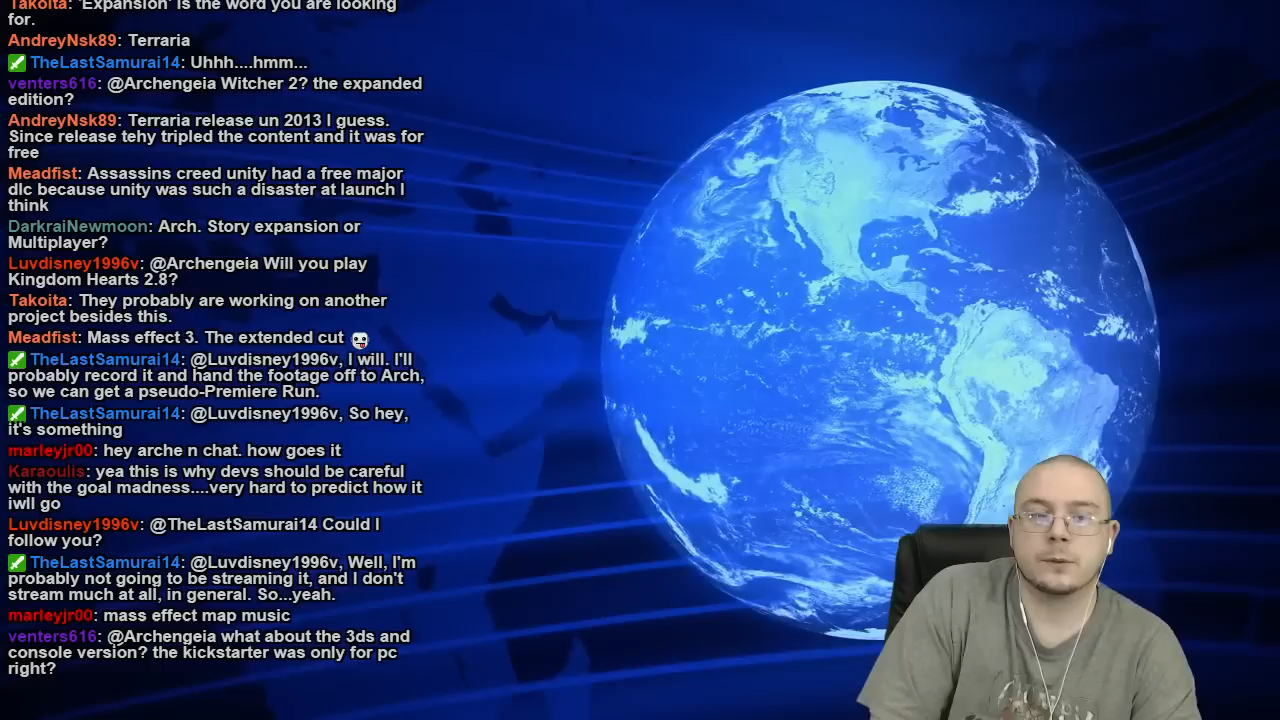 Takoita: 'Expansion' is the word you are looking
for.
AndreyNsk89: Terraria
TheLastSamurai14: Uhhh....hmm...
venters616: @Archengeia Witcher 2? the expanded
edition?
AndreyNsk89: Terraria release un 2013 I guess.
Since release tehy tripled the content and it was for
free
Meadfist: Assassins creed unity had a free major
dlc because unity was such a disaster at launch I
think
DarkraiNewmoon: Arch. Story expansion or
Multiplayer?
Luvdisney1996v: @Archengeia Will you play
Kingdom Hearts 2.8?
Takoita: They probably are working on another
project besides this.
Meadfist: Mass effect 3. The extended cut
TheLastSamurai14: @Luvdisney1996v, I will. I'll
probably record it and hand the footage off to Arch,
so we can get a pseudo-Premiere Run.
TheLastSamurai14: @Luvdisney1996v, So hey,
it's something
marleyjr00: hey arche n chat. how goes it
Karaoulis: yea this is why devs should be careful
with the goal madness....very hard to predict how it
iwll go
Luvdisney1996v: @TheLastSamurai14 Could I
follow you?
TheLastSamurai14: @Luvdisney1996v, Well, I'm
probably not going to be streaming it, and I don't
stream much at all, in general. So...yeah.
marleyjr00: mass effect map music
venters616: @Archengeia what about the 3ds and
console version? the kickstarter was only for pc
right?